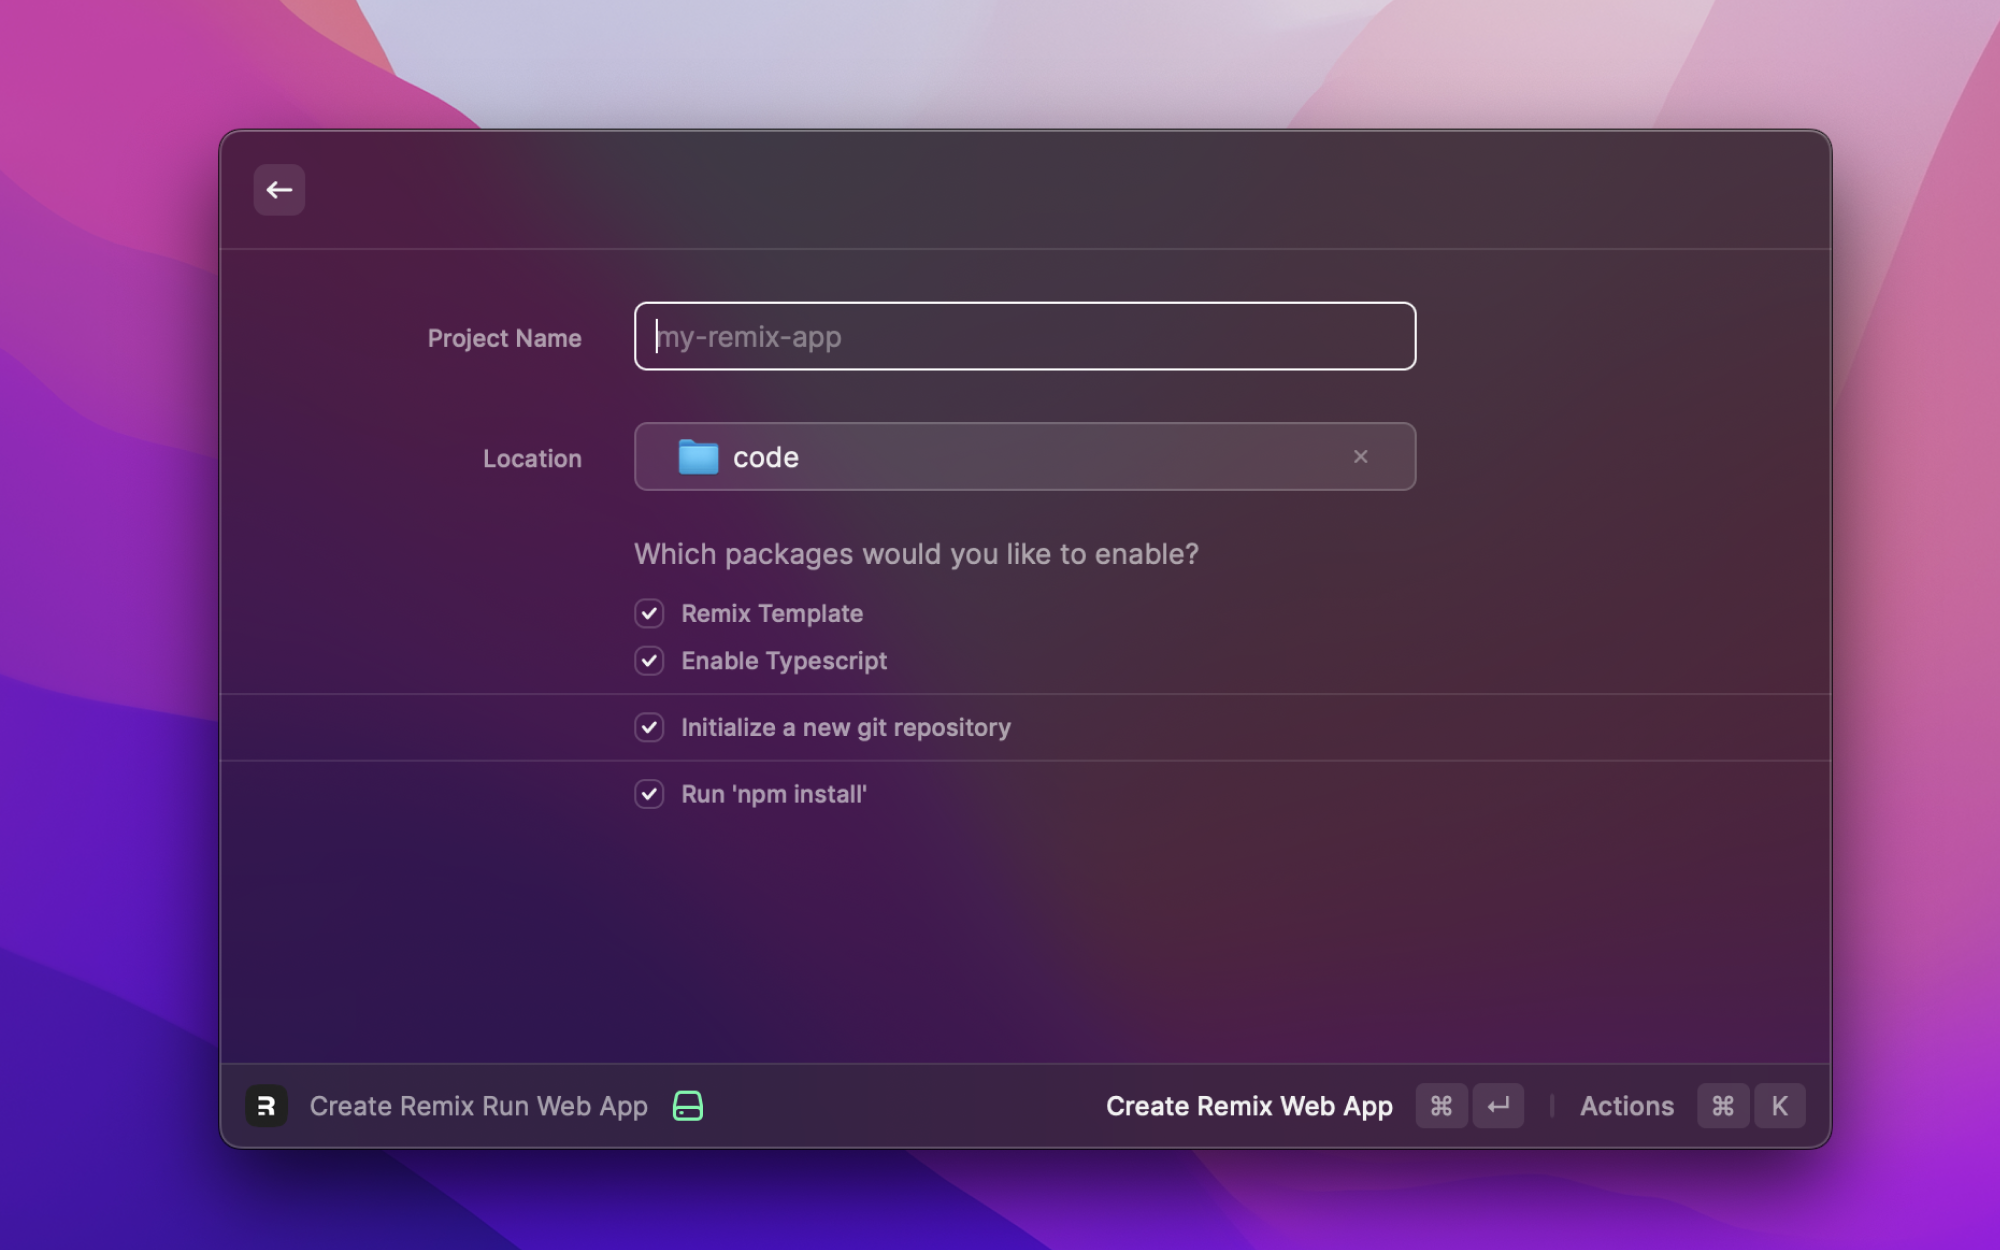 Project Name
my-remix-app
Location
code
Which packages would you like to enable?
Remix Template
Enable Typescript
Initialize a new git repository
Run 'npm install'
Create Remix Run Web App
Create Remix Web App ⌘ ↵ | Actions ⌘ K